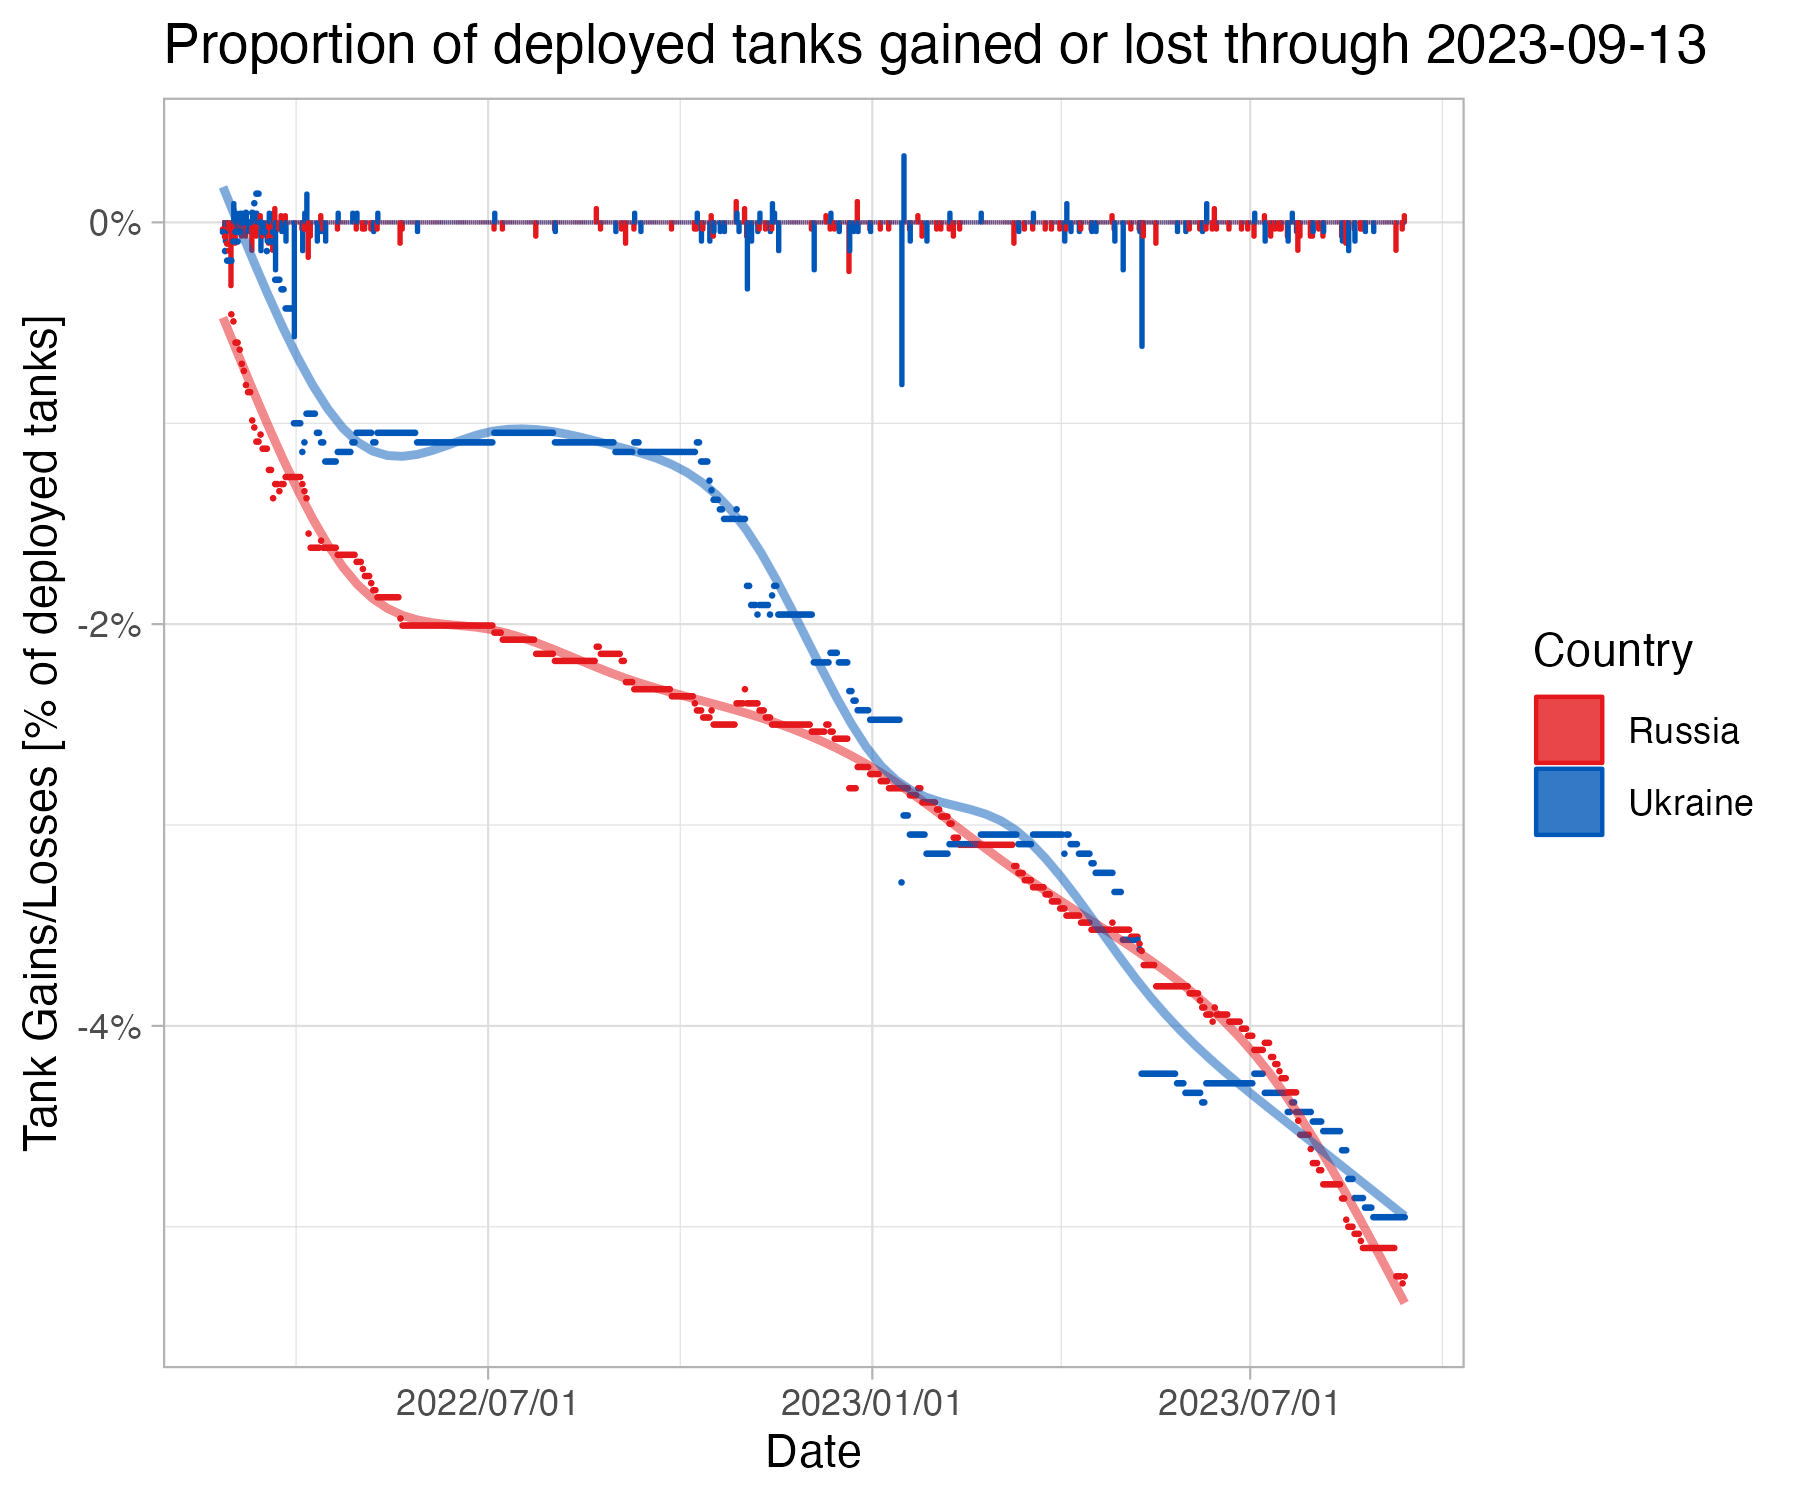 Proportion of deployed tanks gained or lost through 2023-09-13
Tank Gains/Losses [% of deployed tanks]
0%
-2%
-4%
2022/07/01
2023/01/01
2023/07/01
Date
Country
Russia
Ukraine